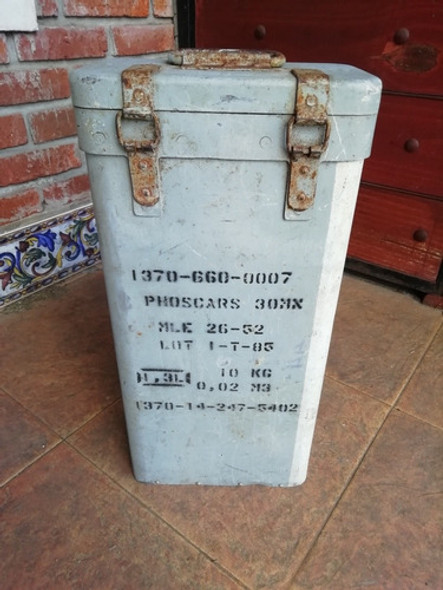 1370-660-0007
PHOSCARS 30MX
MLE 26-52
LOT 1-T-85
1,3L 10 KG
0,02 M3
1370-14-247-5402